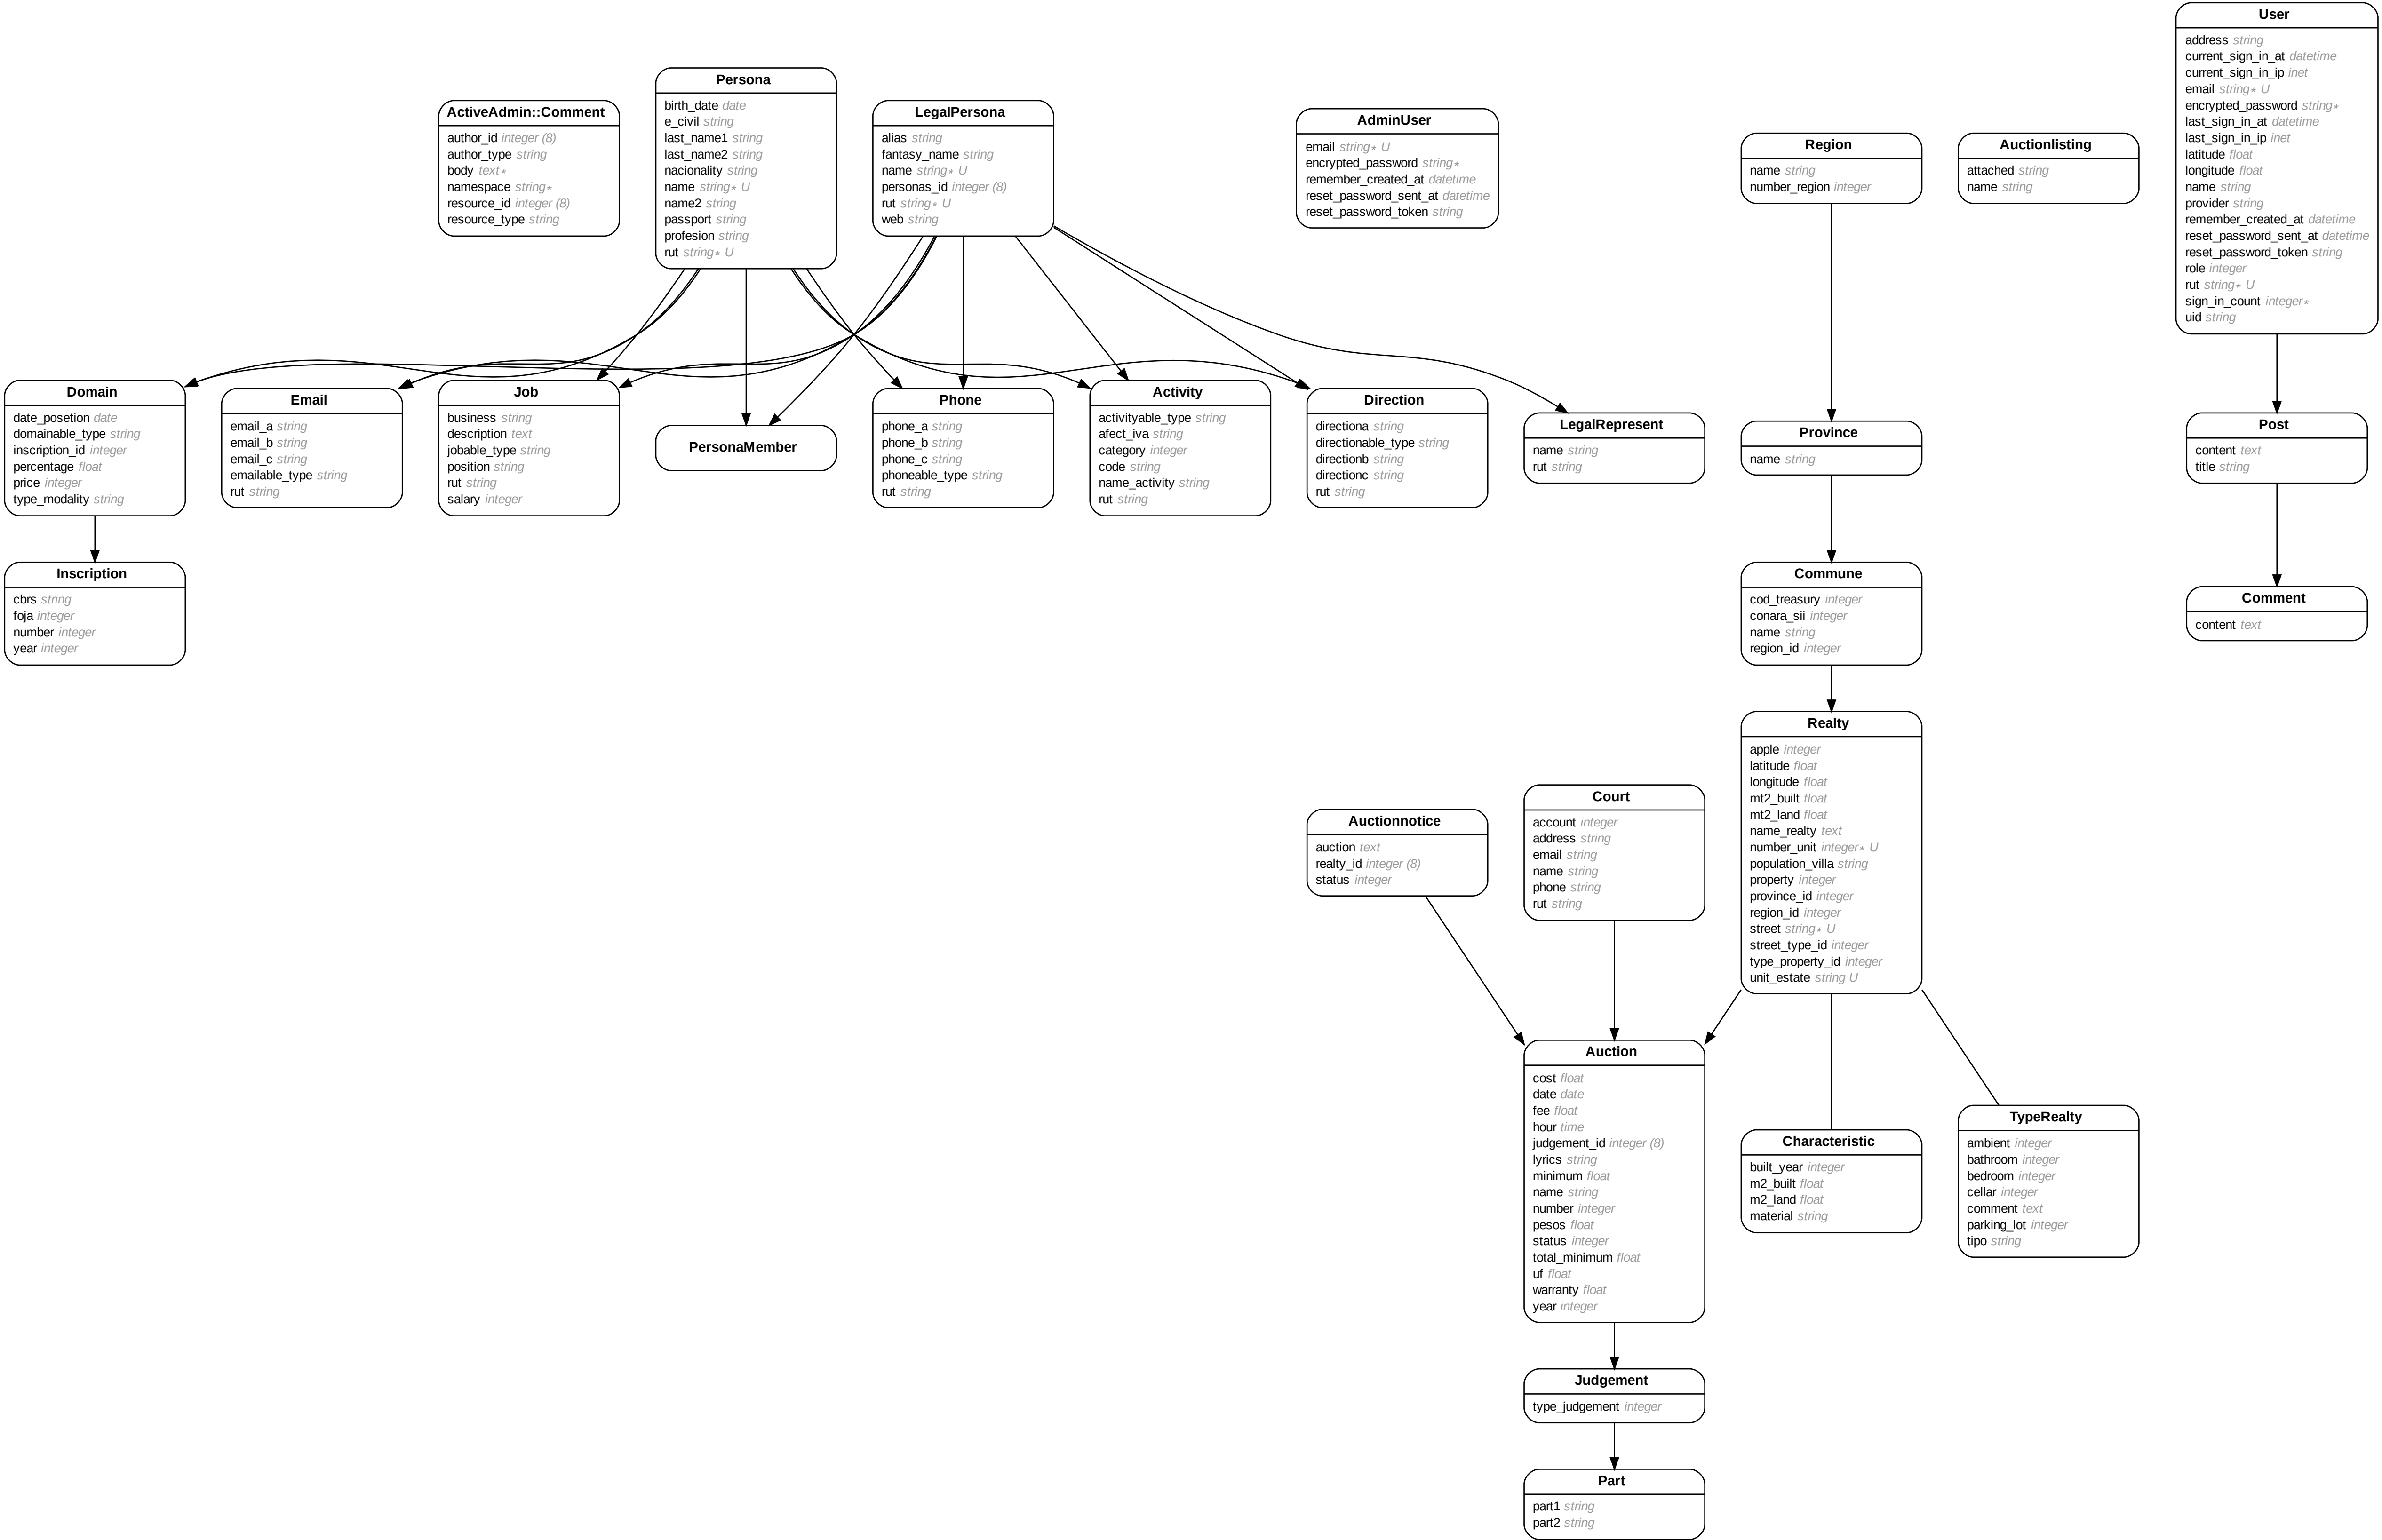 User
address string
current_sign_in_at datetime
current_sign_in_ip inet
email string∗ U
encrypted_password string∗
last_sign_in_at datetime
last_sign_in_ip inet
latitude float
longitude float
name string
provider string
remember_created_at datetime
reset_password_sent_at datetime
reset_password_token string
role integer
rut string∗ U
sign_in_count integer∗
uid string
Persona
birth_date date
e_civil string
last_name1 string
last_name2 string
nacionality string
name string∗ U
name2 string
passport string
profesion string
rut string∗ U
ActiveAdmin::Comment
author_id integer (8)
author_type string
body text∗
namespace string∗
resource_id integer (8)
resource_type string
LegalPersona
alias string
fantasy_name string
name string∗ U
personas_id integer (8)
rut string∗ U
web string
AdminUser
email string∗ U
encrypted_password string∗
remember_created_at datetime
reset_password_sent_at datetime
reset_password_token string
Region
name string
number_region integer
Auctionlisting
attached string
name string
Domain
date_posetion date
domainable_type string
inscription_id integer
percentage float
price integer
type_modality string
Email
email_a string
email_b string
email_c string
emailable_type string
rut string
Job
business string
description text
jobable_type string
position string
rut string
salary integer
PersonaMember
Phone
phone_a string
phone_b string
phone_c string
phoneable_type string
rut string
Activity
activityable_type string
afect_iva string
category integer
code string
name_activity string
rut string
Direction
directiona string
directionable_type string
directionb string
directionc string
rut string
LegalRepresent
name string
rut string
Province
name string
Post
content text
title string
Inscription
cbrs string
foja integer
number integer
year integer
Commune
cod_treasury integer
conara_sii integer
name string
region_id integer
Comment
content text
Realty
apple integer
latitude float
longitude float
mt2_built float
mt2_land float
name_realty text
number_unit integer∗ U
population_villa string
property integer
province_id integer
region_id integer
street string∗ U
street_type_id integer
type_property_id integer
unit_estate string U
Court
account integer
address string
email string
name string
phone string
rut string
Auctionnotice
auction text
realty_id integer (8)
status integer
Auction
cost float
date date
fee float
hour time
judgement_id integer (8)
lyrics string
minimum float
name string
number integer
pesos float
status integer
total_minimum float
uf float
warranty float
year integer
Characteristic
built_year integer
m2_built float
m2_land float
material string
TypeRealty
ambient integer
bathroom integer
bedroom integer
cellar integer
comment text
parking_lot integer
tipo string
Judgement
type_judgement integer
Part
part1 string
part2 string